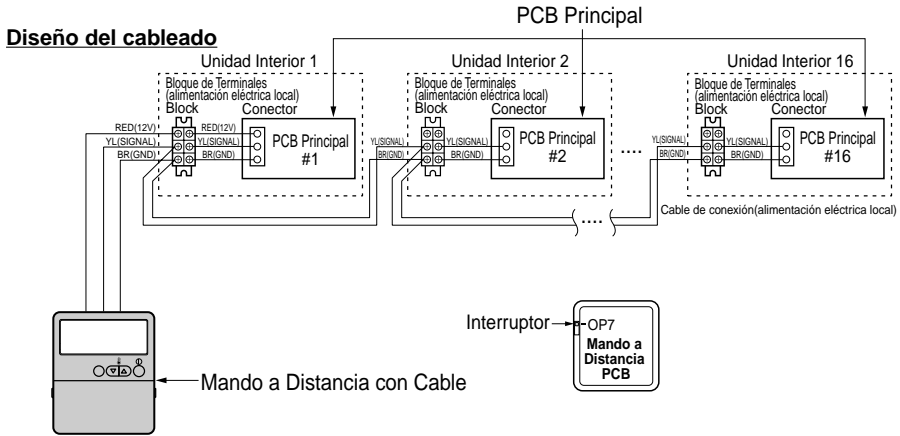 PCB Principal
Diseño del cableado
Unidad Interior 1
Unidad Interior 2
Unidad Interior 16
Bloque de Terminales
(alimentación eléctrica local)
Block
Conector
Bloque de Terminales
(alimentación eléctrica local)
Block
Conector
Bloque de Terminales
(alimentación eléctrica local)
Block
Conector
RED(12V)
YL(SIGNAL)
BR(GND)
RED(12V)
YL(SIGNAL)
BR(GND)
PCB Principal
#1
YL(SIGNAL)
BR(GND)
YL(SIGNAL)
BR(GND)
PCB Principal
#2
....
YL(SIGNAL)
BR(GND)
YL(SIGNAL)
BR(GND)
PCB Principal
#16
....
Cable de conexión(alimentación eléctrica local)
Interruptor
OP7
Mando a
Distancia
PCB
Mando a Distancia con Cable